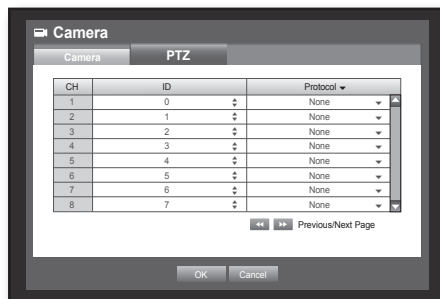 Camera
Camera PTZ
CH ID Protocol
1 0 None
2 1 None
3 2 None
4 3 None
5 4 None
6 5 None
7 6 None
8 7 None
Previous/Next Page
OK Cancel